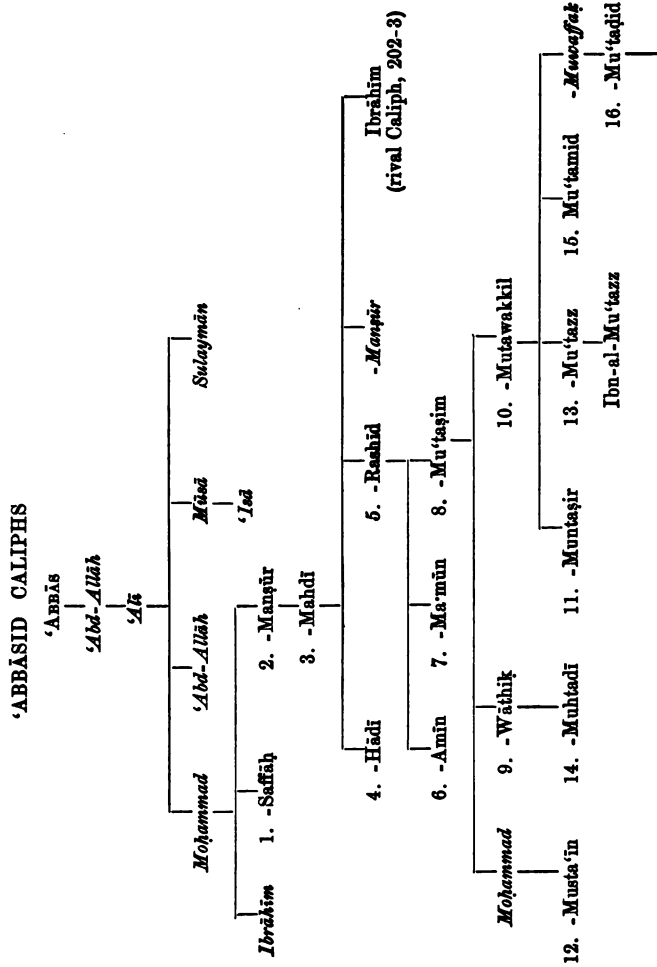 ‘ABBĀSID CALIPHS
‘ABBĀS
‘Abd-Allāh
‘Alī
Moḥammad ‘Abd-Allāh Mūsā Sulaymān
‘Īsā
Ibrāhīm 1. -Saffāḥ 2. -Manṣūr
3. -Mahdī
4. -Hādī 5. -Rashīd -Manṣūr Ibrāhīm
(rival Caliph, 202-3)
6. -Amīn 7. -Ma’mūn 8. -Mu‘taṣim
Moḥammad 9. -Wāthiḳ 10. -Mutawakkil
12. -Musta‘īn 14. -Muhtadī 11. -Muntaṣir 13. -Mu‘tazz 15. Mu‘tamid -Muwaffaḳ
Ibn-al-Mu‘tazz 16. -Mu‘taḍid